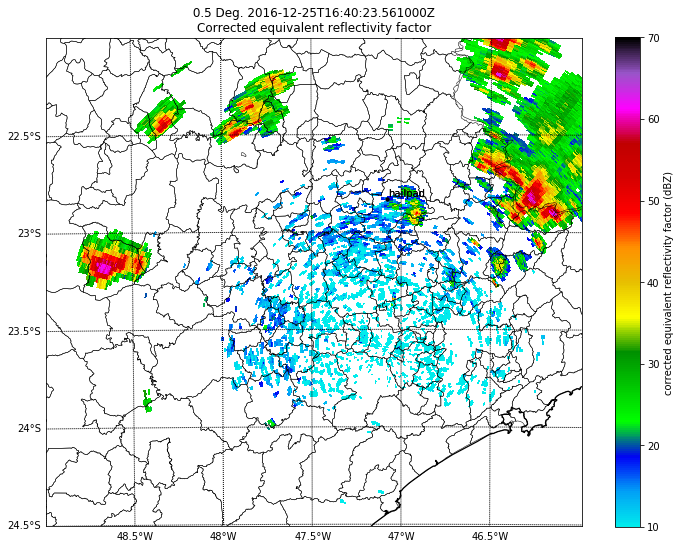 0.5 Deg. 2016-12-25T16:40:23.561000Z
Corrected equivalent reflectivity factor
70
60
50
40
30
20
10
corrected equivalent reflectivity factor (dBZ)
hailpad
22.5°S
23°S
23.5°S
24°S
24.5°S
48.5°W
48°W
47.5°W
47°W
46.5°W